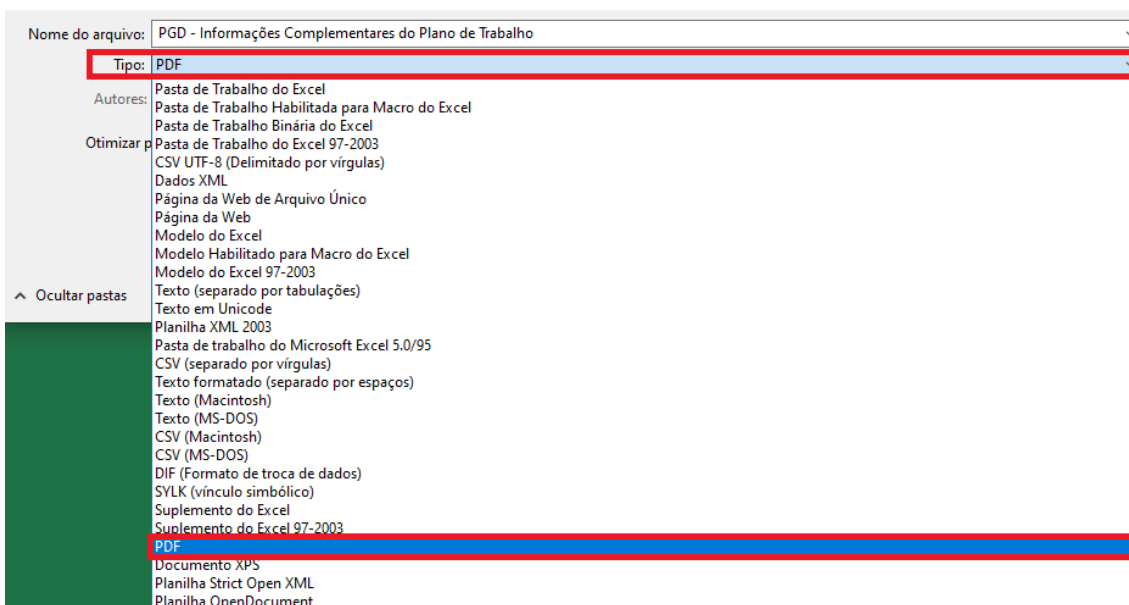 Nome do arquivo: PGD - Informações Complementares do Plano de Trabalho
Tipo: PDF
Autores:
Otimizar p
Ocultar pastas
Pasta de Trabalho do Excel
Pasta de Trabalho Habilitada para Macro do Excel
Pasta de Trabalho Binária do Excel
Pasta de Trabalho do Excel 97-2003
CSV UTF-8 (Delimitado por vírgulas)
Dados XML
Página da Web de Arquivo Único
Página da Web
Modelo do Excel
Modelo Habilitado para Macro do Excel
Modelo do Excel 97-2003
Texto (separado por tabulações)
Texto em Unicode
Planilha XML 2003
Pasta de trabalho do Microsoft Excel 5.0/95
CSV (separado por vírgulas)
Texto formatado (separado por espaços)
Texto (Macintosh)
Texto (MS-DOS)
CSV (Macintosh)
CSV (MS-DOS)
DIF (Formato de troca de dados)
SYLK (vínculo simbólico)
Suplemento do Excel
Suplemento do Excel 97-2003
PDF
Documento XPS
Planilha Strict Open XML
Planilha OpenDocument